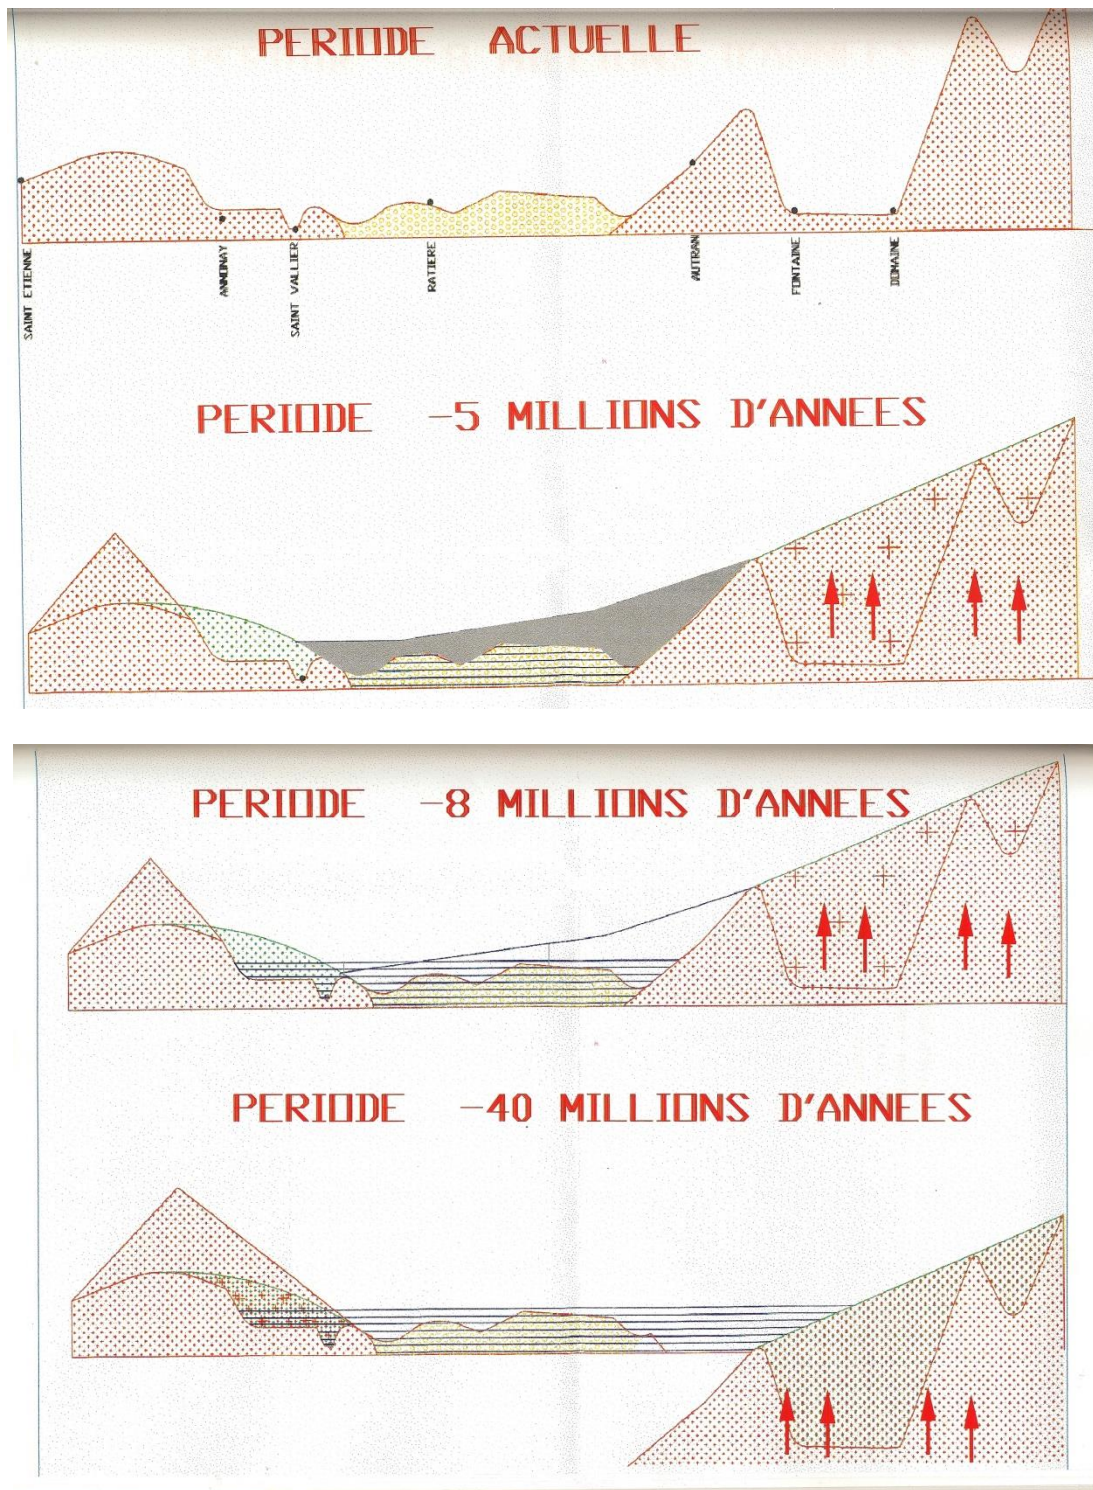 PERIODE ACTUELLE
SAINT ETIENNE
ANNONAY
SAINT VALLIER
RATIERE
AUTRAN
FONTAINE
DOMAINE
PERIODE -5 MILLIONS D'ANNEES
PERIODE -8 MILLIONS D'ANNEES
PERIODE -40 MILLIONS D'ANNEES